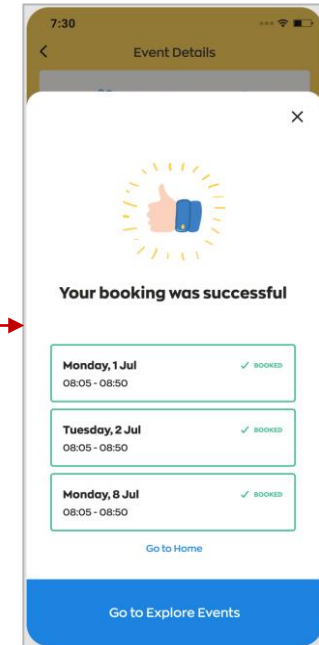 7:30
Event Details
Your booking was successful
Monday, 1 Jul
✓ BOOKED
08:05 - 08:50
Tuesday, 2 Jul
✓ BOOKED
08:05 - 08:50
Monday, 8 Jul
✓ BOOKED
08:05 - 08:50
Go to Home
Go to Explore Events